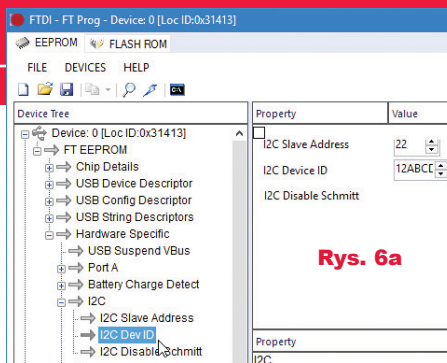 FTDI - FT Prog - Device: 0 [Loc ID:0x31413]
EEPROM FLASH ROM
FILE DEVICES HELP
Device Tree
Device: 0 [Loc ID:0x31413]
FT EEPROM
Chip Details
USB Device Descriptor
USB Config Descriptor
USB String Descriptors
Hardware Specific
USB Suspend VBus
Port A
Battery Charge Detect
I2C
I2C Slave Address
I2C Dev ID
I2C Disable Schmitt
Property Value
I2C Slave Address 22
I2C Device ID 12ABCE
I2C Disable Schmitt
Rys. 6a
Property
I2C